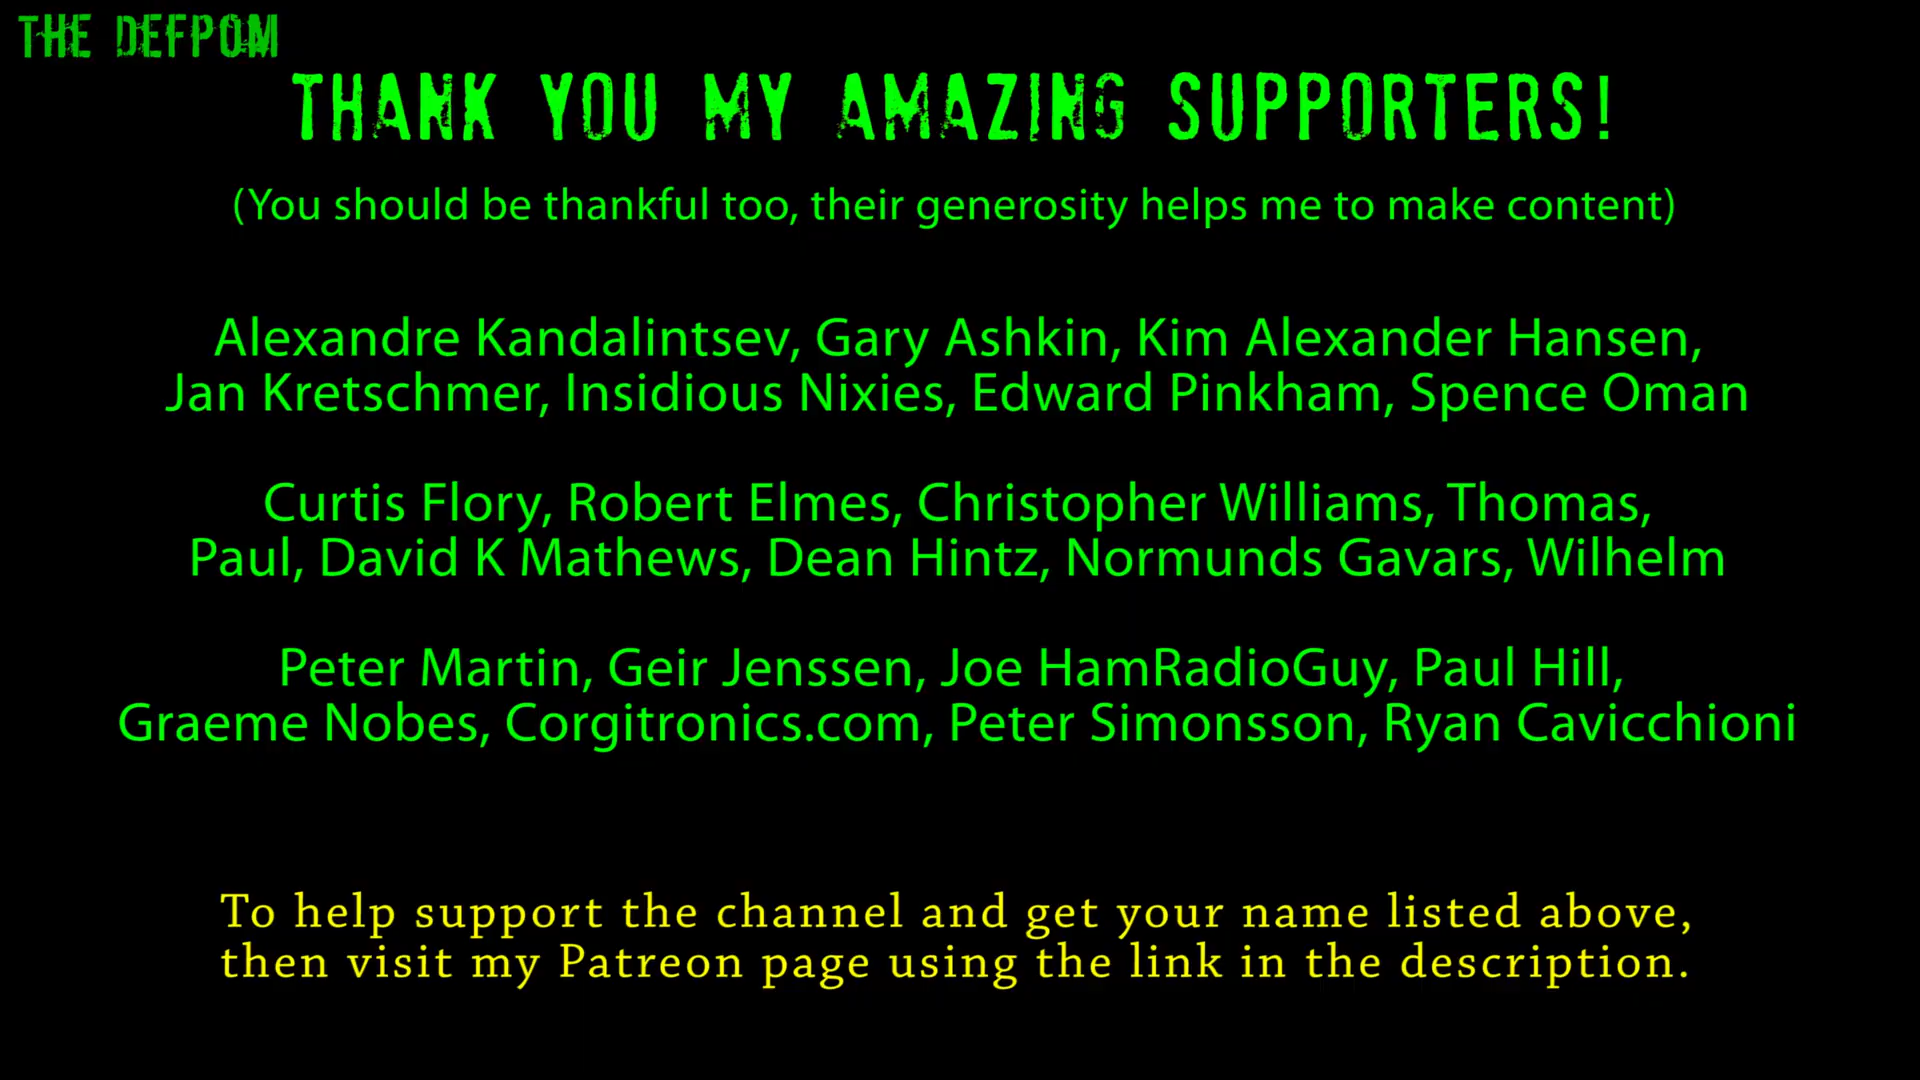 THE DEFPOM
THANK YOU MY AMAZING SUPPORTERS!
(You should be thankful too, their generosity helps me to make content)
Alexandre Kandalintsev, Gary Ashkin, Kim Alexander Hansen,
Jan Kretschmer, Insidious Nixies, Edward Pinkham, Spence Oman
Curtis Flory, Robert Elmes, Christopher Williams, Thomas,
Paul, David K Mathews, Dean Hintz, Normunds Gavars, Wilhelm
Peter Martin, Geir Jenssen, Joe HamRadioGuy, Paul Hill,
Graeme Nobes, Corgitronics.com, Peter Simonsson, Ryan Cavicchioni
To help support the channel and get your name listed above,
then visit my Patreon page using the link in the description.